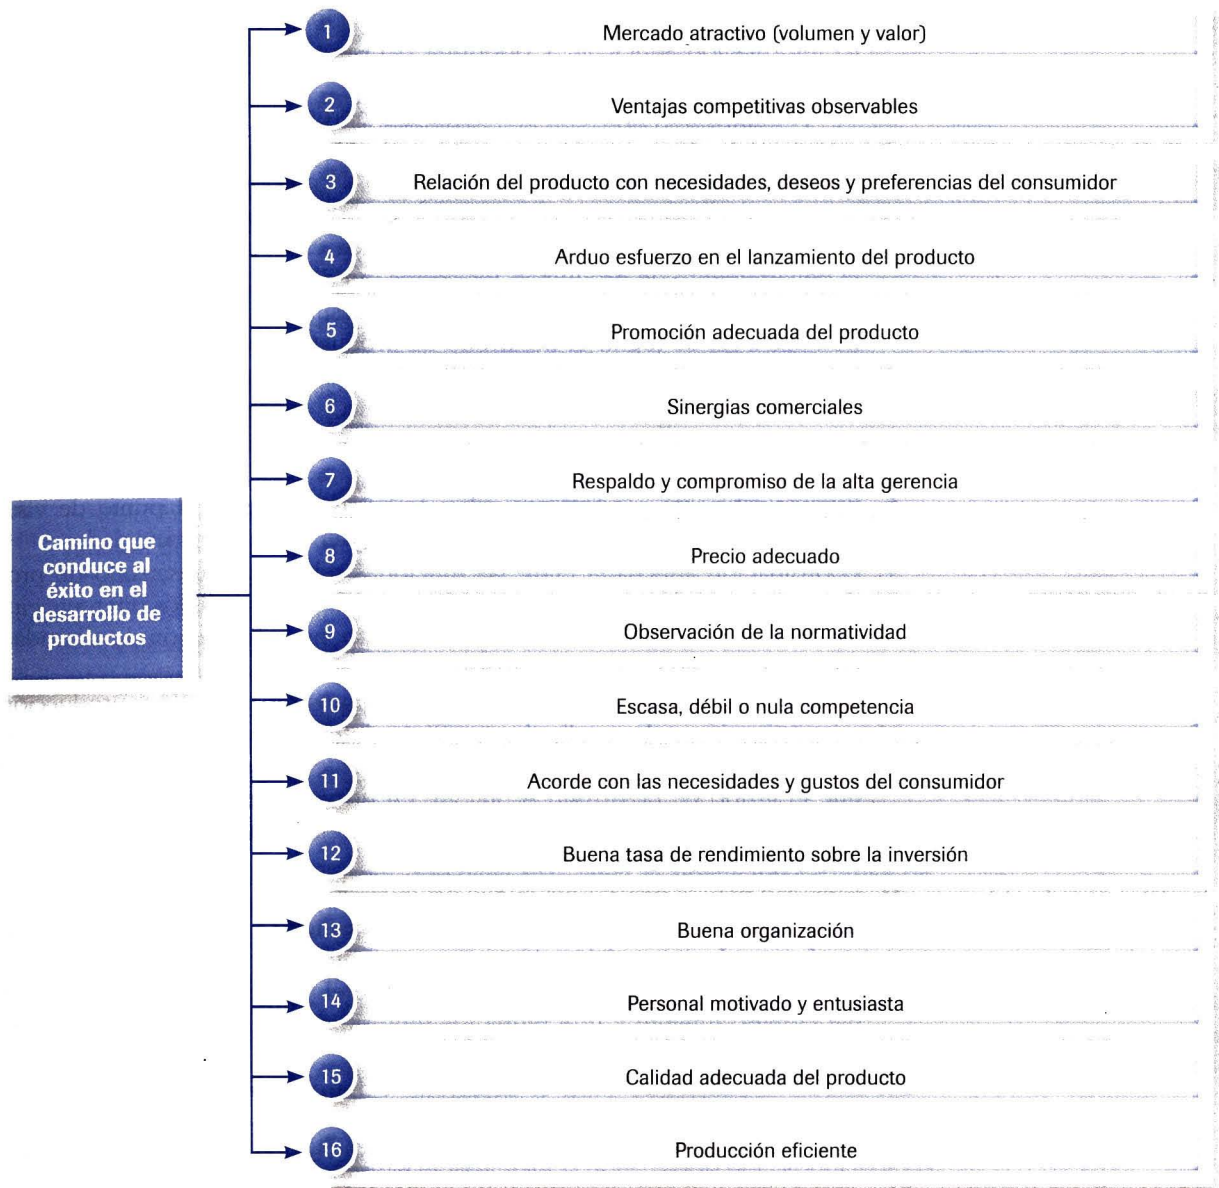 1 Mercado atractivo (volumen y valor)
2 Ventajas competitivas observables
3 Relación del producto con necesidades, deseos y preferencias del consumidor
4 Arduo esfuerzo en el lanzamiento del producto
5 Promoción adecuada del producto
6 Sinergias comerciales
7 Respaldo y compromiso de la alta gerencia
Camino que
conduce al
éxito en el
desarrollo de
productos
8 Precio adecuado
9 Observación de la normatividad
10 Escasa, débil o nula competencia
11 Acorde con las necesidades y gustos del consumidor
12 Buena tasa de rendimiento sobre la inversión
13 Buena organización
14 Personal motivado y entusiasta
15 Calidad adecuada del producto
16 Producción eficiente